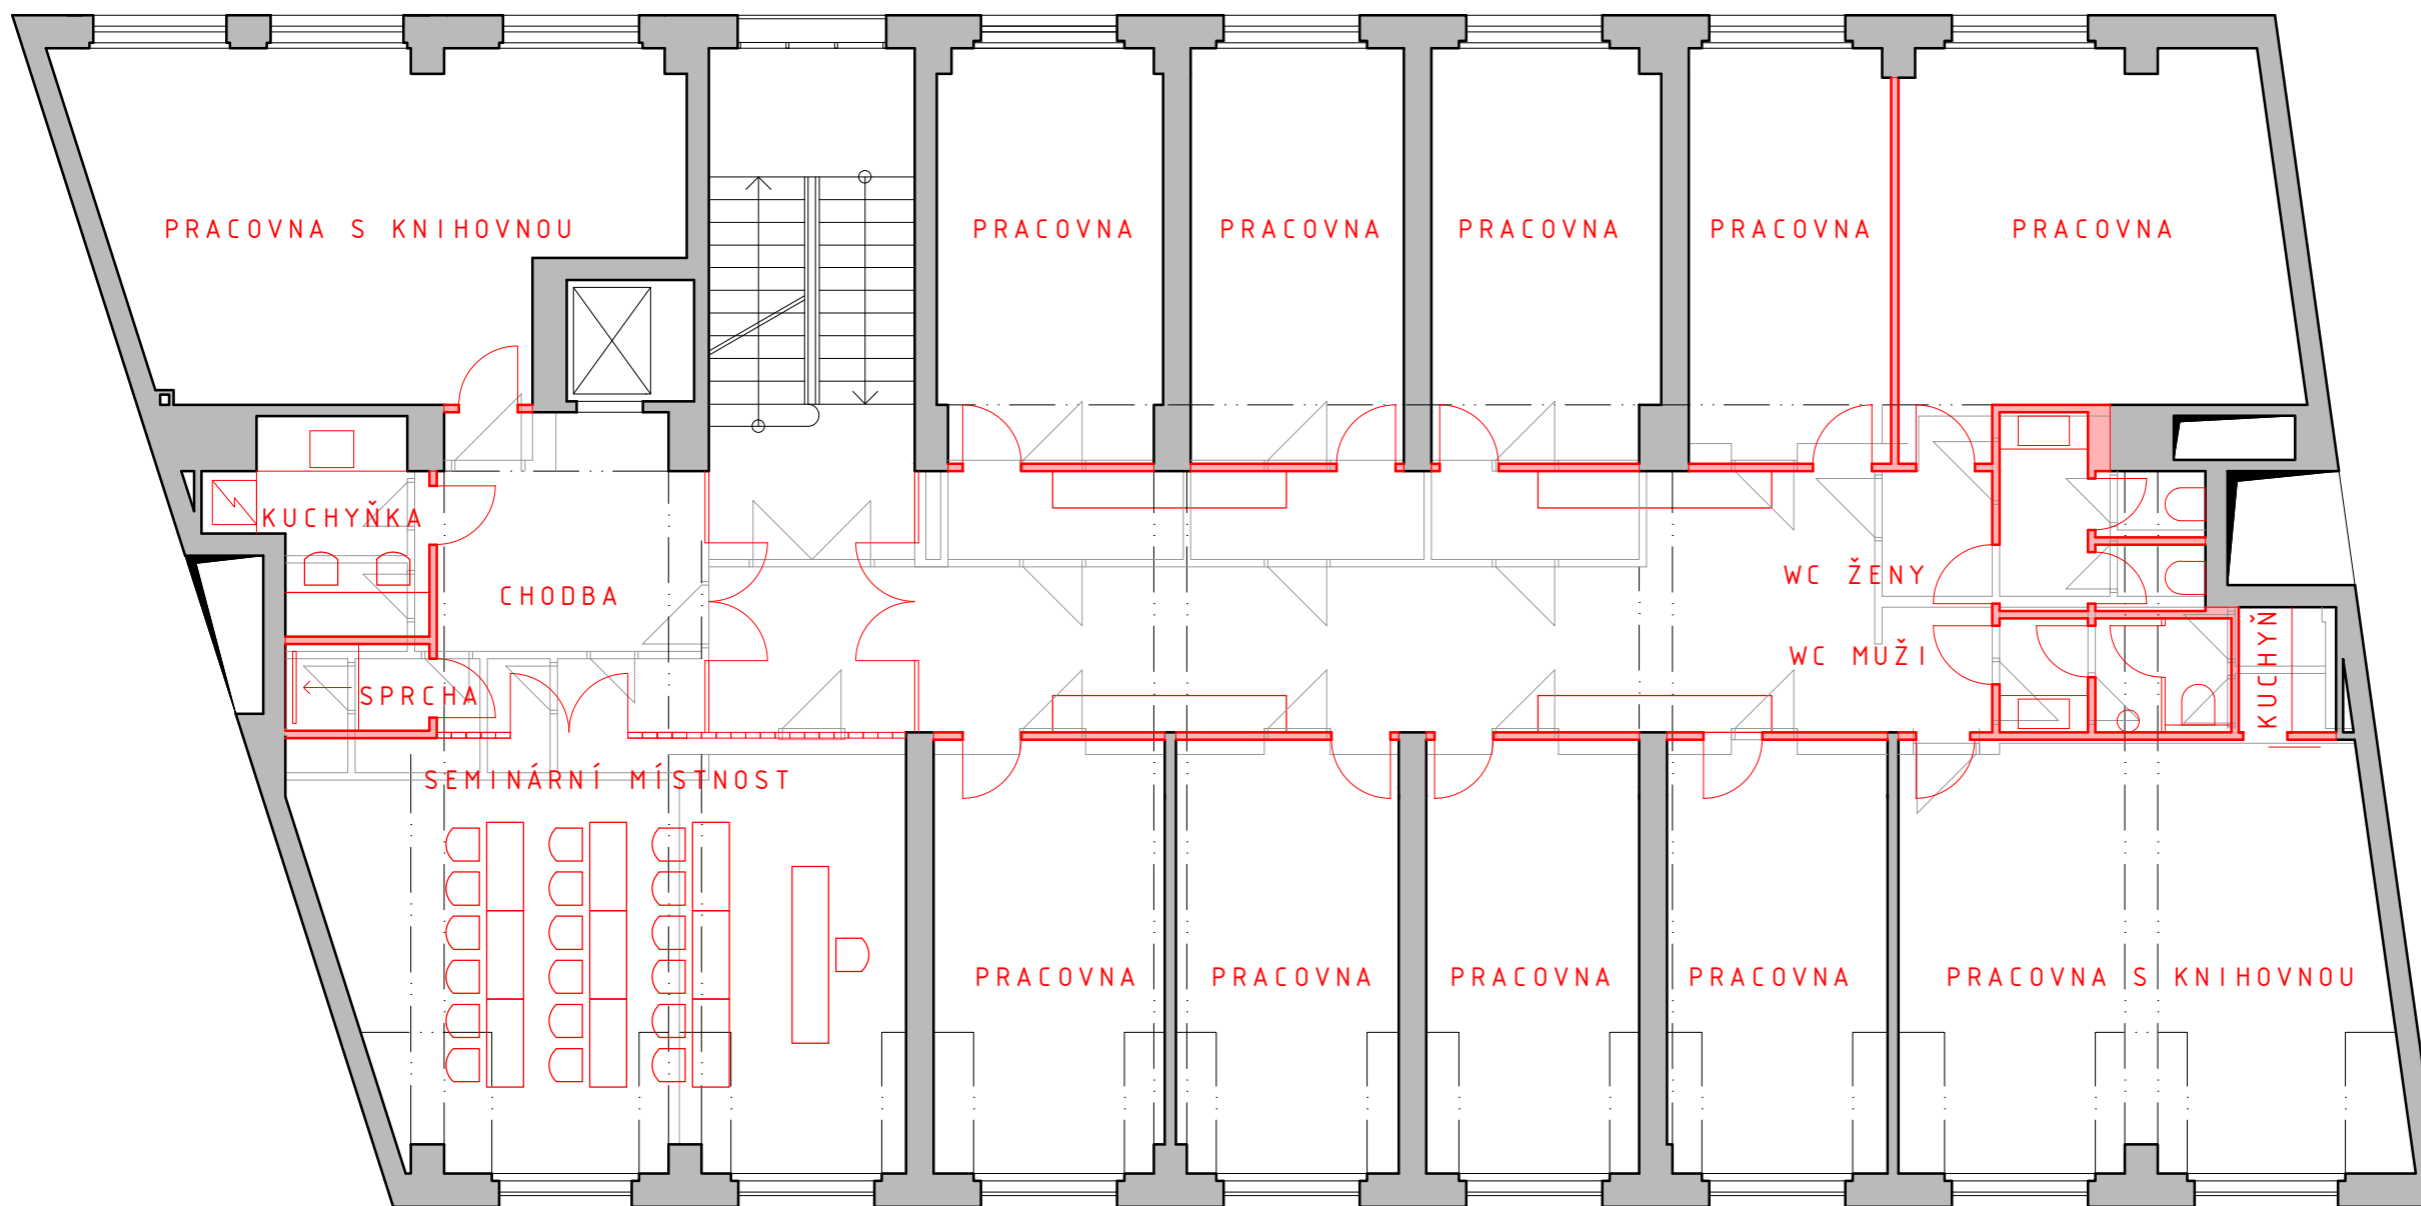 PRACOVNA S KNIHOVNOU
PRACOVNA
PRACOVNA
PRACOVNA
PRACOVNA
PRACOVNA
KUCHYŇKA
CHODBA
WC ŽENY
WC MUŽI
KUCHYŇ
SPRCHA
SEMINÁRNÍ MÍSTNOST
PRACOVNA
PRACOVNA
PRACOVNA
PRACOVNA
PRACOVNA S KNIHOVNOU